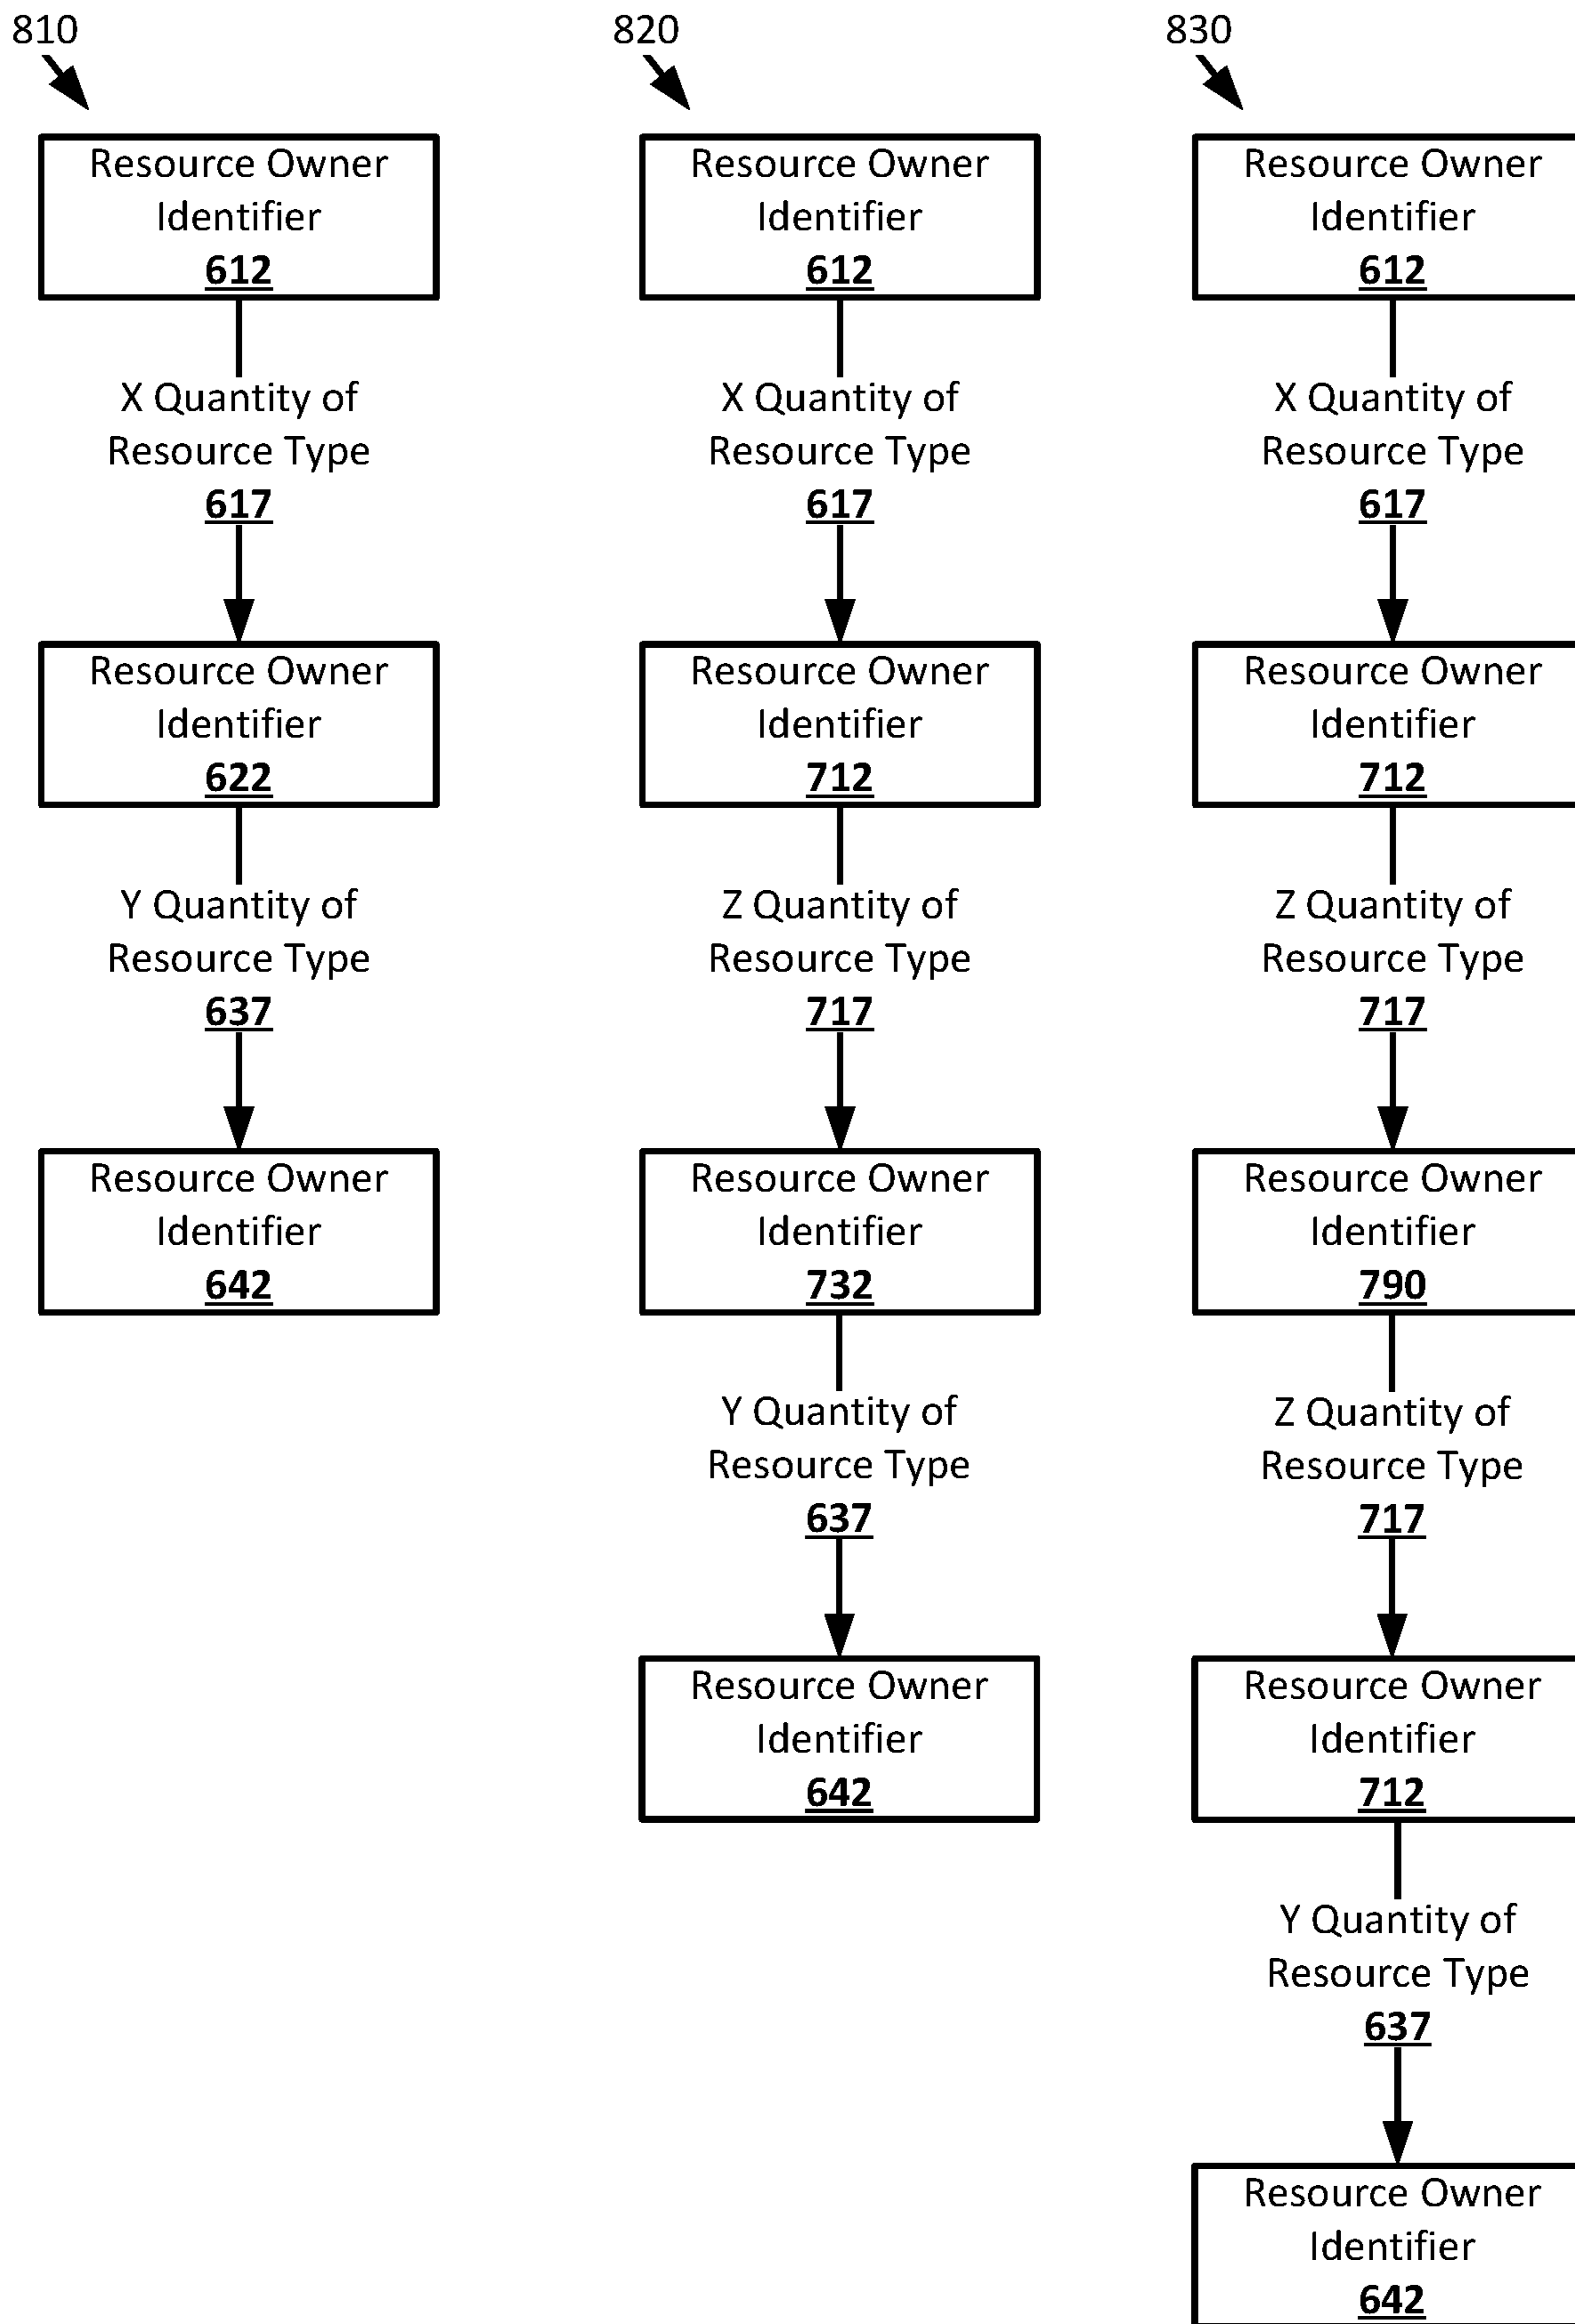 810
Resource Owner
Identifier
612
X Quantity of
Resource Type
617
Resource Owner
Identifier
622
Y Quantity of
Resource Type
637
Resource Owner
Identifier
642
820
Resource Owner
Identifier
612
X Quantity of
Resource Type
617
Resource Owner
Identifier
712
Z Quantity of
Resource Type
717
Resource Owner
Identifier
732
Y Quantity of
Resource Type
637
Resource Owner
Identifier
642
830
Resource Owner
Identifier
612
X Quantity of
Resource Type
617
Resource Owner
Identifier
712
Z Quantity of
Resource Type
717
Resource Owner
Identifier
790
Z Quantity of
Resource Type
717
Resource Owner
Identifier
712
Y Quantity of
Resource Type
637
Resource Owner
Identifier
642